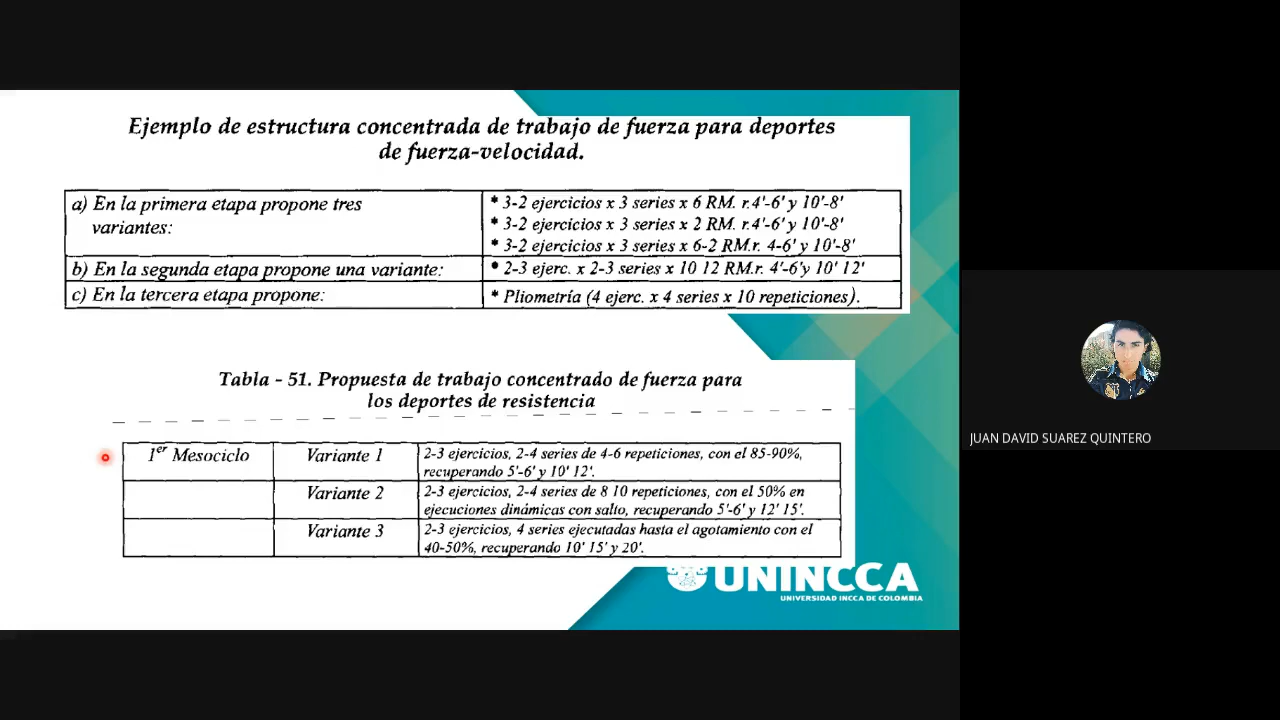 Ejemplo de estructura concentrada de trabajo de fuerza para deportes
de fuerza-velocidad.
a) En la primera etapa propone tres
variantes:
* 3-2 ejercicios x 3 series x 6 RM. r.4'-6' y 10'-8'
* 3-2 ejercicios x 3 series x 2 RM. r.4'-6' y 10'-8'
* 3-2 ejercicios x 3 series x 6-2 RM.r. 4-6' y 10'-8'
b) En la segunda etapa propone una variante:
* 2-3 ejerc. x 2-3 series x 10 12 RM.r. 4'-6'y 10' 12'
c) En la tercera etapa propone:
* Pliometría (4 ejerc. x 4 series x 10 repeticiones).
Tabla - 51. Propuesta de trabajo concentrado de fuerza para
los deportes de resistencia
1er Mesociclo
Variante 1
2-3 ejercicios, 2-4 series de 4-6 repeticiones, con el 85-90%,
recuperando 5'-6' y 10' 12'.
Variante 2
2-3 ejercicios, 2-4 series de 8 10 repeticiones, con el 50% en
ejecuciones dinámicas con salto, recuperando 5'-6' y 12' 15'.
Variante 3
2-3 ejercicios, 4 series ejecutadas hasta el agotamiento con el
40-50%, recuperando 10' 15' y 20'.
UNINCCA
UNIVERSIDAD INCCA DE COLOMBIA
JUAN DAVID SUAREZ QUINTERO